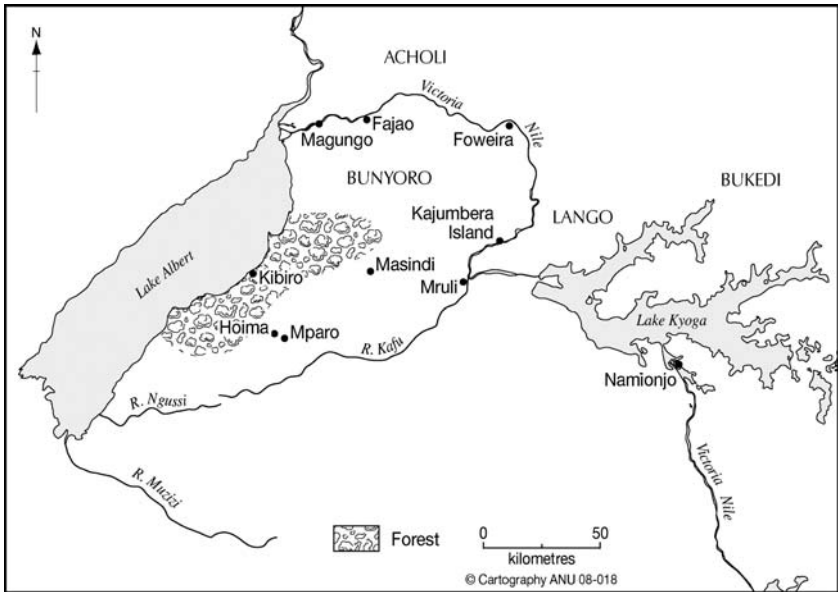 N
ACHOLI
Victoria
Nile
Fajao
Magungo
Foweira
BUNYORO
BUKEDI
Kajumbera
Island
LANGO
Lake Albert
Masindi
Kibiro
Mruli
Lake Kyoga
Hoima
Mparo
R. Kafu
Namionjo
R. Ngussi
R. Muzizi
Victoria Nile
Forest
0 50
kilometres
© Cartography ANU 08-018